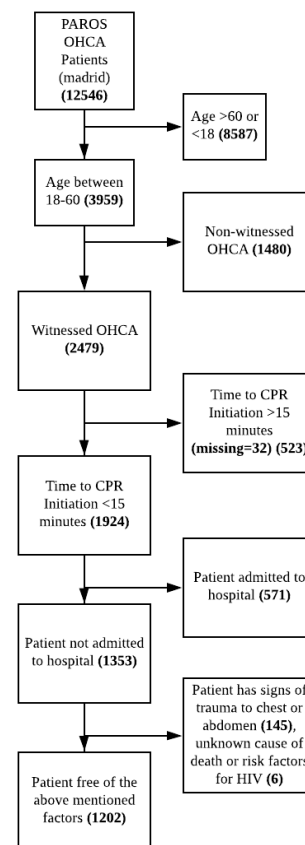 PAROS
OHCA
Patients
(madrid)
(12546)
Age >60 or
<18 (8587)
Age between
18-60 (3959)
Non-witnessed
OHCA (1480)
Witnessed OHCA
(2479)
Time to CPR
Initiation >15
minutes
(missing=32) (523)
Time to CPR
Initiation <15
minutes (1924)
Patient admitted to
hospital (571)
Patient not admitted
to hospital (1353)
Patient has signs of
trauma to chest or
abdomen (145),
unknown cause of
death or risk factors
for HIV (6)
Patient free of the
above mentioned
factors (1202)